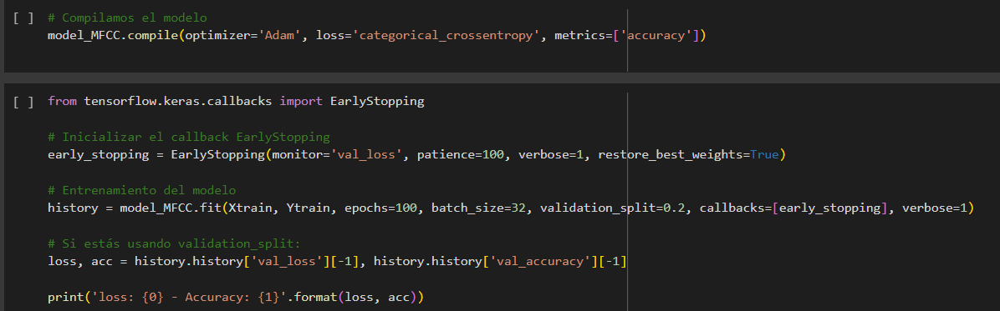 [ ] # Compilamos el modelo
model_MFCC.compile(optimizer='Adam', loss='categorical_crossentropy', metrics=['accuracy'])
[ ] from tensorflow.keras.callbacks import EarlyStopping
# Inicializar el callback EarlyStopping
early_stopping = EarlyStopping(monitor='val_loss', patience=100, verbose=1, restore_best_weights=True)
# Entrenamiento del modelo
history = model_MFCC.fit(Xtrain, Ytrain, epochs=100, batch_size=32, validation_split=0.2, callbacks=[early_stopping], verbose=1)
# Si estás usando validation_split:
loss, acc = history.history['val_loss'][-1], history.history['val_accuracy'][-1]
print('loss: {0} - Accuracy: {1}'.format(loss, acc))